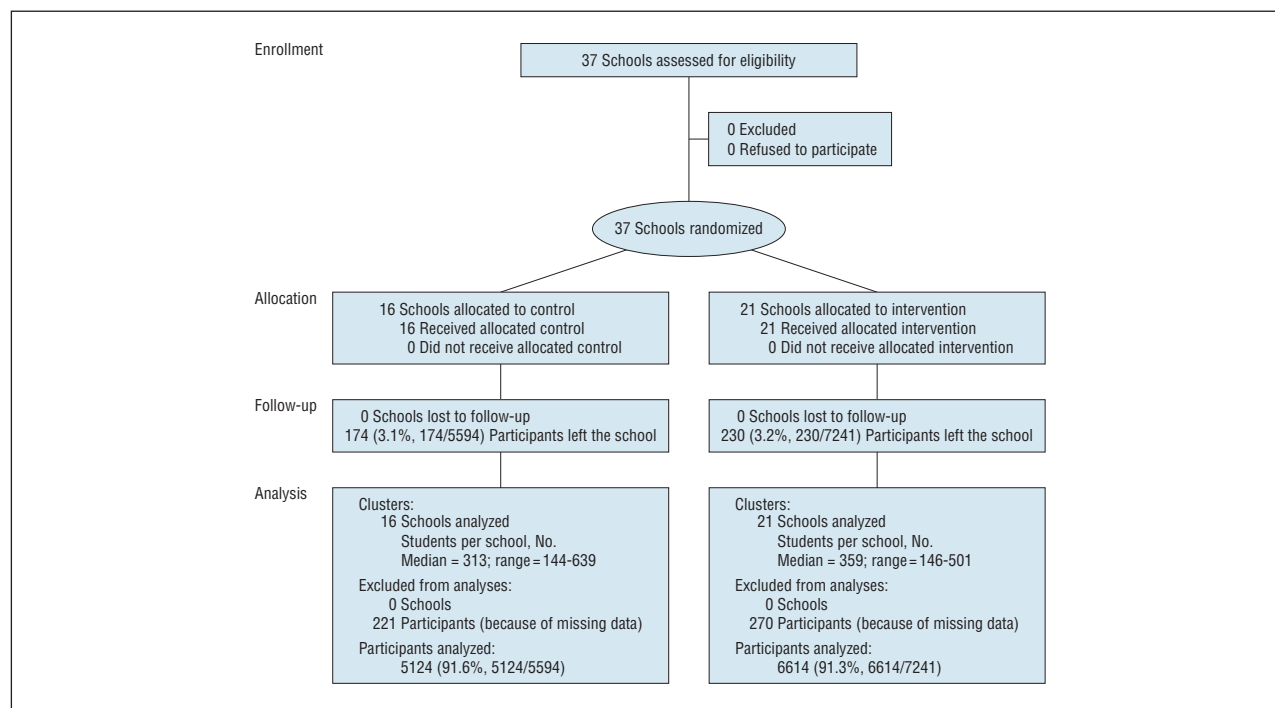 Enrollment
37 Schools assessed for eligibility
0 Excluded
0 Refused to participate
37 Schools randomized
Allocation
16 Schools allocated to control
16 Received allocated control
0 Did not receive allocated control
21 Schools allocated to intervention
21 Received allocated intervention
0 Did not receive allocated intervention
Follow-up
0 Schools lost to follow-up
174 (3.1%, 174/5594) Participants left the school
0 Schools lost to follow-up
230 (3.2%, 230/7241) Participants left the school
Analysis
Clusters:
16 Schools analyzed
Students per school, No.
Median = 313; range = 144-639
Excluded from analyses:
0 Schools
221 Participants (because of missing data)
Participants analyzed:
5124 (91.6%, 5124/5594)
Clusters:
21 Schools analyzed
Students per school, No.
Median = 359; range = 146-501
Excluded from analyses:
0 Schools
270 Participants (because of missing data)
Participants analyzed:
6614 (91.3%, 6614/7241)